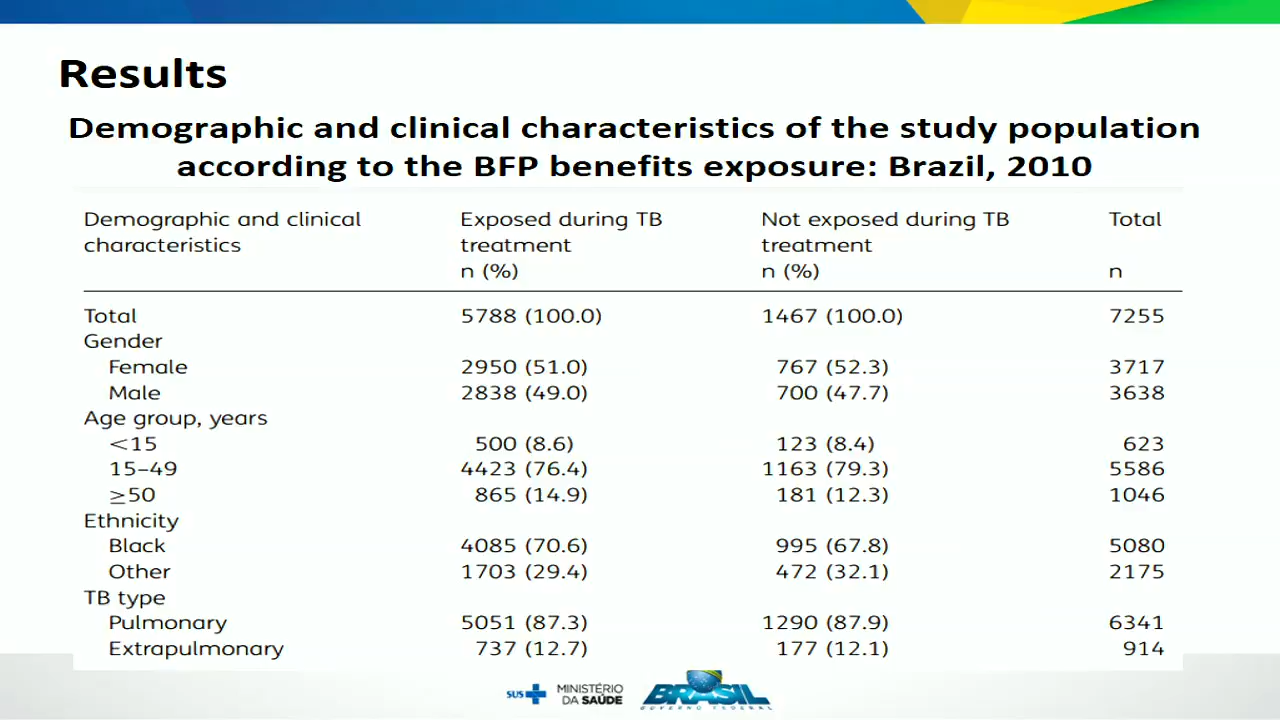 Results
Demographic and clinical characteristics of the study population
according to the BFP benefits exposure: Brazil, 2010
Demographic and clinical characteristics Exposed during TB treatment n (%) Not exposed during TB treatment n (%) Total n
Total 5788 (100.0) 1467 (100.0) 7255
Gender
Female 2950 (51.0) 767 (52.3) 3717
Male 2838 (49.0) 700 (47.7) 3638
Age group, years
<15 500 (8.6) 123 (8.4) 623
15–49 4423 (76.4) 1163 (79.3) 5586
≥50 865 (14.9) 181 (12.3) 1046
Ethnicity
Black 4085 (70.6) 995 (67.8) 5080
Other 1703 (29.4) 472 (32.1) 2175
TB type
Pulmonary 5051 (87.3) 1290 (87.9) 6341
Extrapulmonary 737 (12.7) 177 (12.1) 914
SUS MINISTÉRIO DA SAÚDE BRASIL
GOVERNO FEDERAL